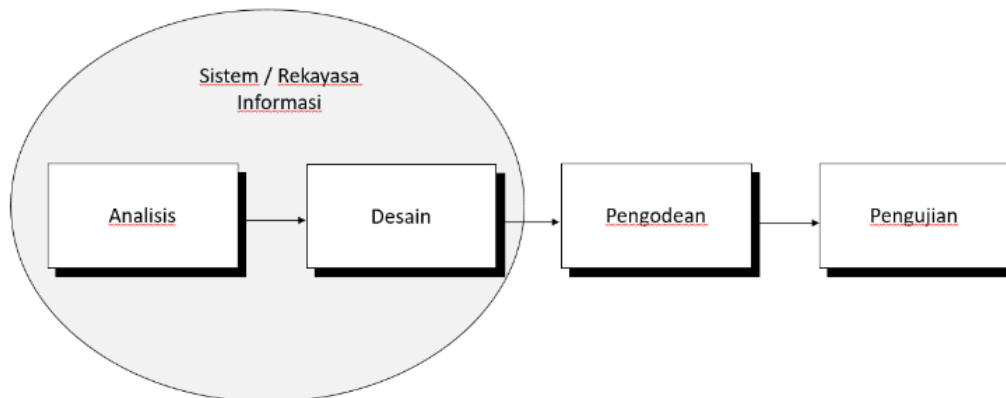 Sistem / Rekayasa
Informasi
Analisis
Desain
Pengodean
Pengujian